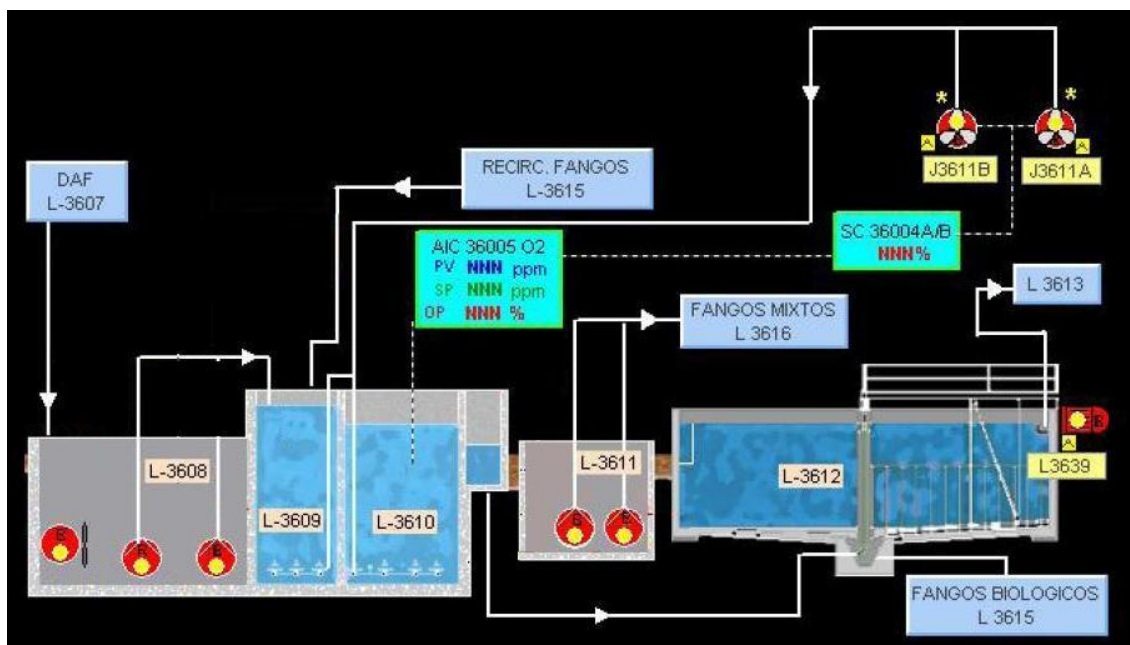 DAF
L-3607
RECIRC. FANGOS
L-3615
J3611B
J3611A
AIC 36005 O2
PV NNN ppm
SP NNN ppm
OP NNN %
SC 36004A/B
NNN%
L 3613
FANGOS MIXTOS
L 3616
L-3608
L-3609
L-3610
L-3611
L-3612
L3639
FANGOS BIOLOGICOS
L 3615
A
A
A